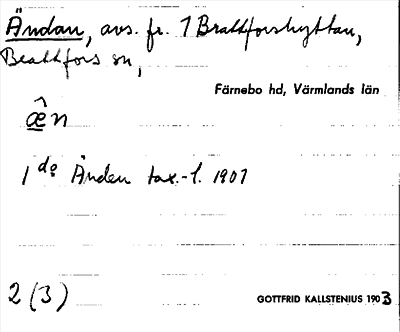 Ändan, avs. fr. 1 Brattforshyttan,
Brattfors sn,
Färnebo hd, Värmlands län
æ̂n
1 do Änden tax.-l. 1907
2 (3)
GOTTFRID KALLSTENIUS 1903